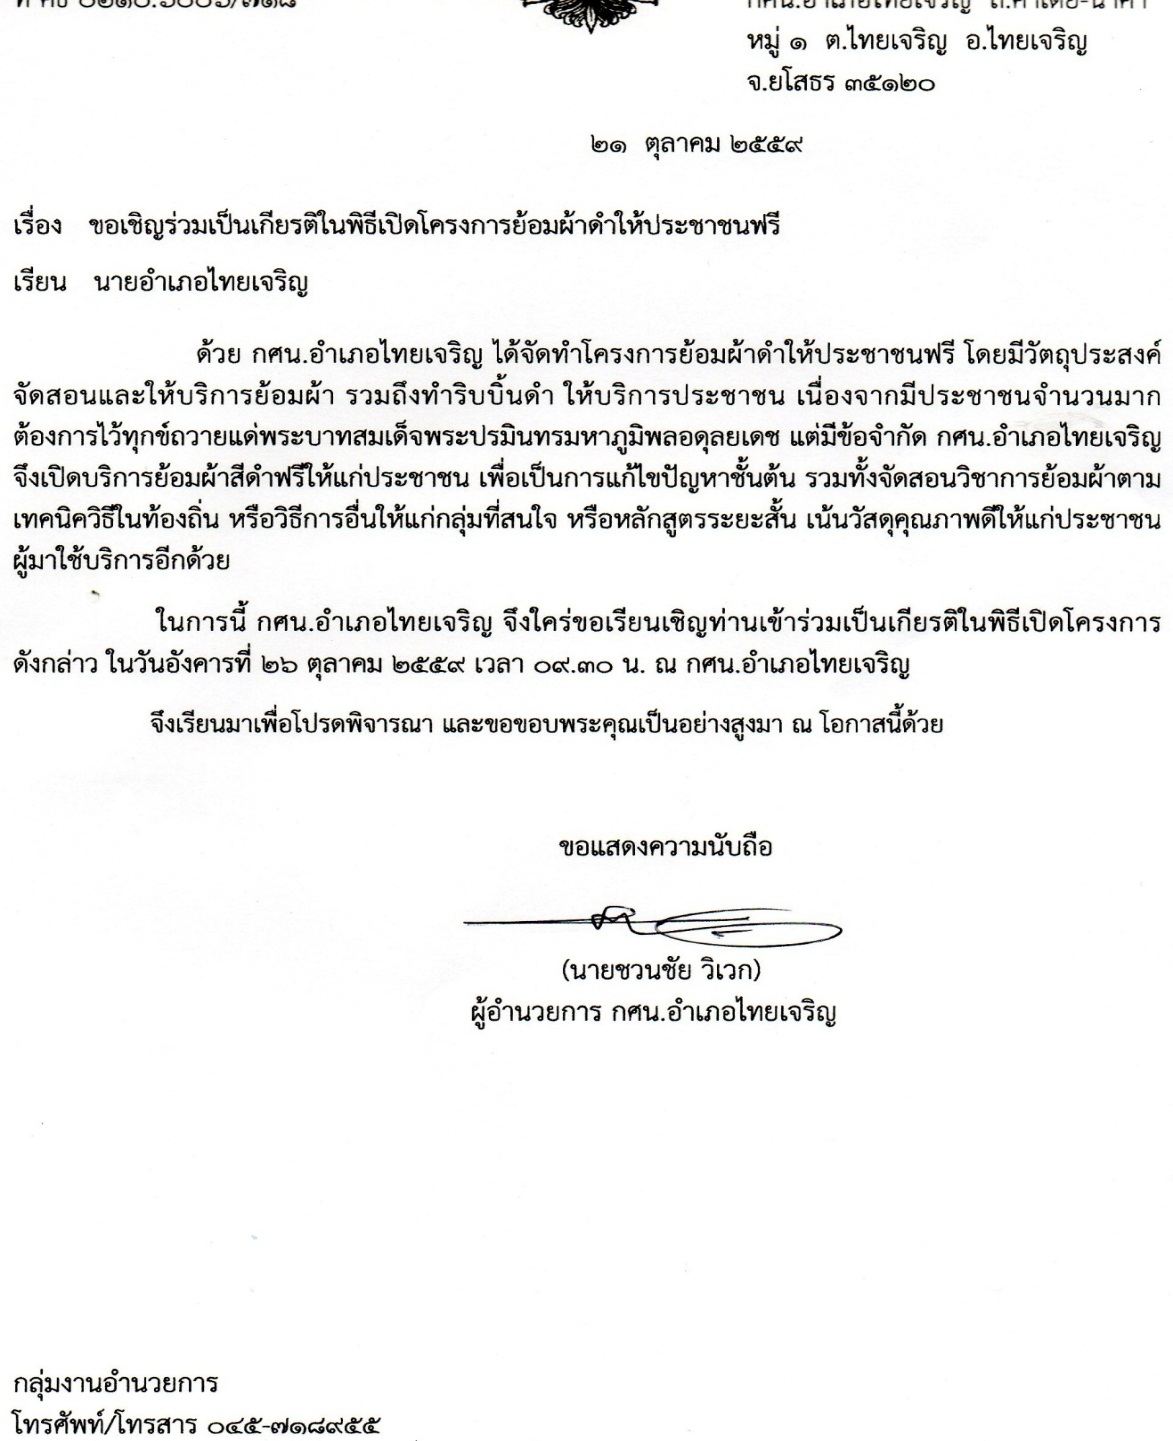 หมู่ ๑ ต.ไทยเจริญ อ.ไทยเจริญ
จ.ยโสธร ๓๕๑๒๐
๒๑ ตุลาคม ๒๕๕๙
เรื่อง ขอเชิญร่วมเป็นเกียรติในพิธีเปิดโครงการย้อมผ้าดำให้ประชาชนฟรี
เรียน นายอำเภอไทยเจริญ
ด้วย กศน.อำเภอไทยเจริญ ได้จัดทำโครงการย้อมผ้าดำให้ประชาชนฟรี โดยมีวัตถุประสงค์
จัดสอนและให้บริการย้อมผ้า รวมถึงทำริบบิ้นดำ ให้บริการประชาชน เนื่องจากมีประชาชนจำนวนมาก
ต้องการไว้ทุกข์ถวายแด่พระบาทสมเด็จพระปรมินทรมหาภูมิพลอดุลยเดช แต่มีข้อจำกัด กศน.อำเภอไทยเจริญ
จึงเปิดบริการย้อมผ้าสีดำฟรีให้แก่ประชาชน เพื่อเป็นการแก้ไขปัญหาชั้นต้น รวมทั้งจัดสอนวิชาการย้อมผ้าตาม
เทคนิควิธีในท้องถิ่น หรือวิธีการอื่นให้แก่กลุ่มที่สนใจ หรือหลักสูตรระยะสั้น เน้นวัสดุคุณภาพดีให้แก่ประชาชน
ผู้มาใช้บริการอีกด้วย
ในการนี้ กศน.อำเภอไทยเจริญ จึงใคร่ขอเรียนเชิญท่านเข้าร่วมเป็นเกียรติในพิธีเปิดโครงการ
ดังกล่าว ในวันอังคารที่ ๒๖ ตุลาคม ๒๕๕๙ เวลา ๐๙.๓๐ น. ณ กศน.อำเภอไทยเจริญ
จึงเรียนมาเพื่อโปรดพิจารณา และขอขอบพระคุณเป็นอย่างสูงมา ณ โอกาสนี้ด้วย
ขอแสดงความนับถือ
(นายชวนชัย วิเวก)
ผู้อำนวยการ กศน.อำเภอไทยเจริญ
กลุ่มงานอำนวยการ
โทรศัพท์/โทรสาร ๐๔๕-๗๑๘๙๕๕